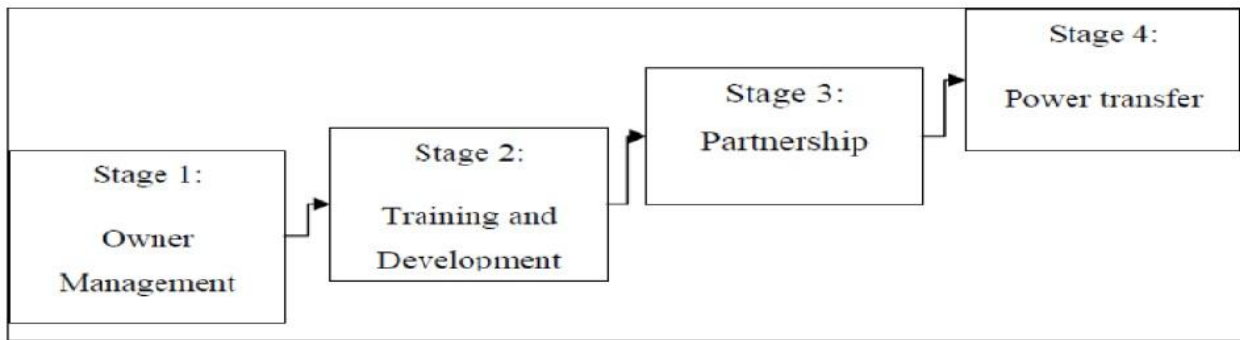 Stage 1:
Owner
Management
Stage 2:
Training and
Development
Stage 3:
Partnership
Stage 4:
Power transfer